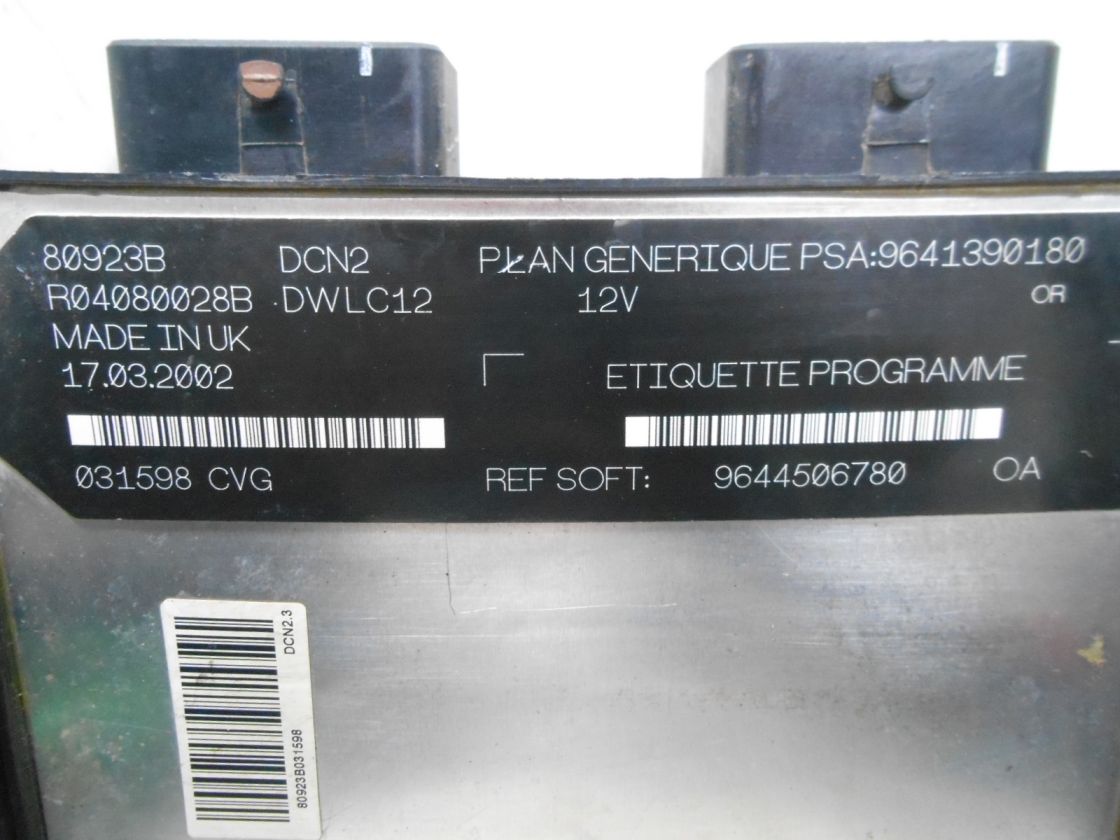 80923B DCN2 PLAN GENERIQUE PSA:9641390180
R04080028B DWLC12 12V OR
MADE IN UK
17.03.2002 ETIQUETTE PROGRAMME
031598 CVG REF SOFT: 9644506780 OA
DCN2.3
80923B031598